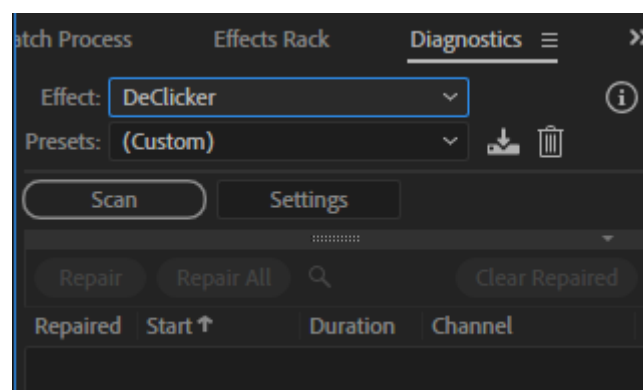 atch Process Effects Rack Diagnostics
Effect: DeClicker
Presets: (Custom)
Scan Settings
Repair Repair All Clear Repaired
Repaired Start Duration Channel